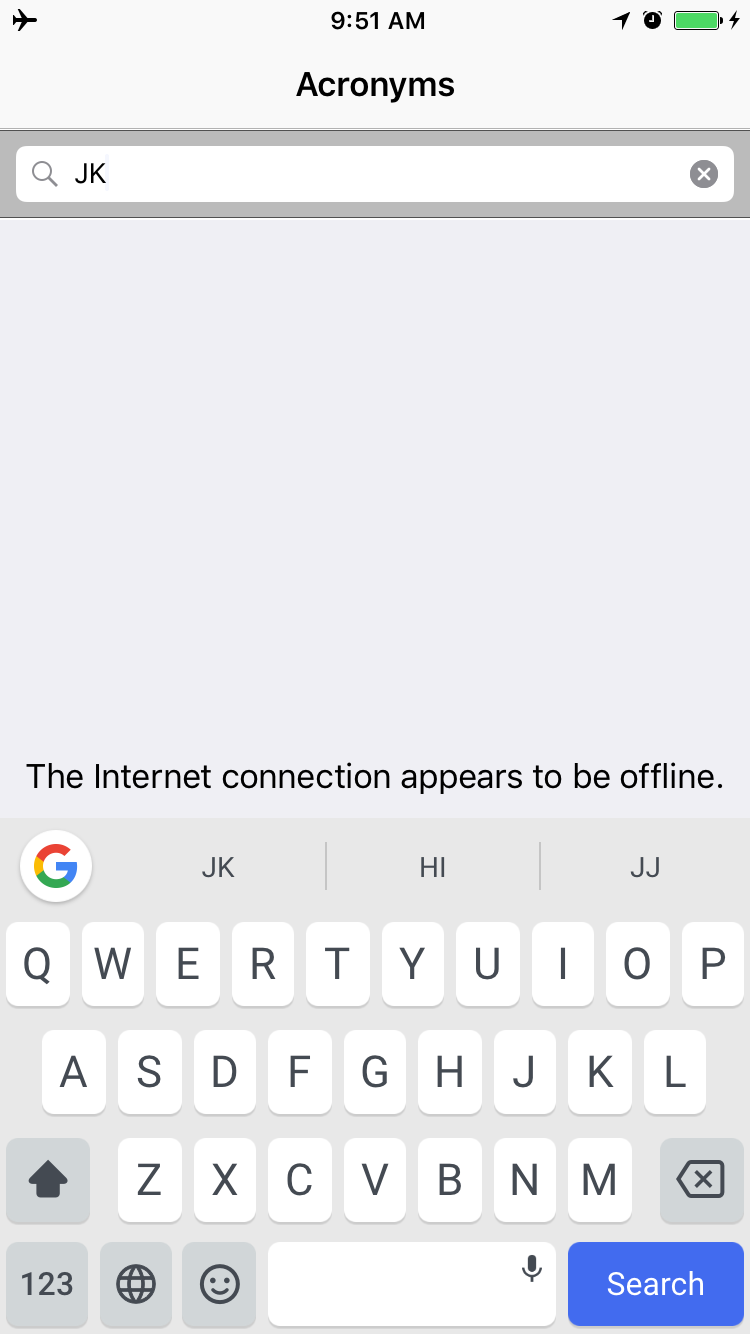 9:51 AM
Acronyms
JK
The Internet connection appears to be offline.
JK HI JJ
Q W E R T Y U I O P
A S D F G H J K L
Z X C V B N M
123 Search